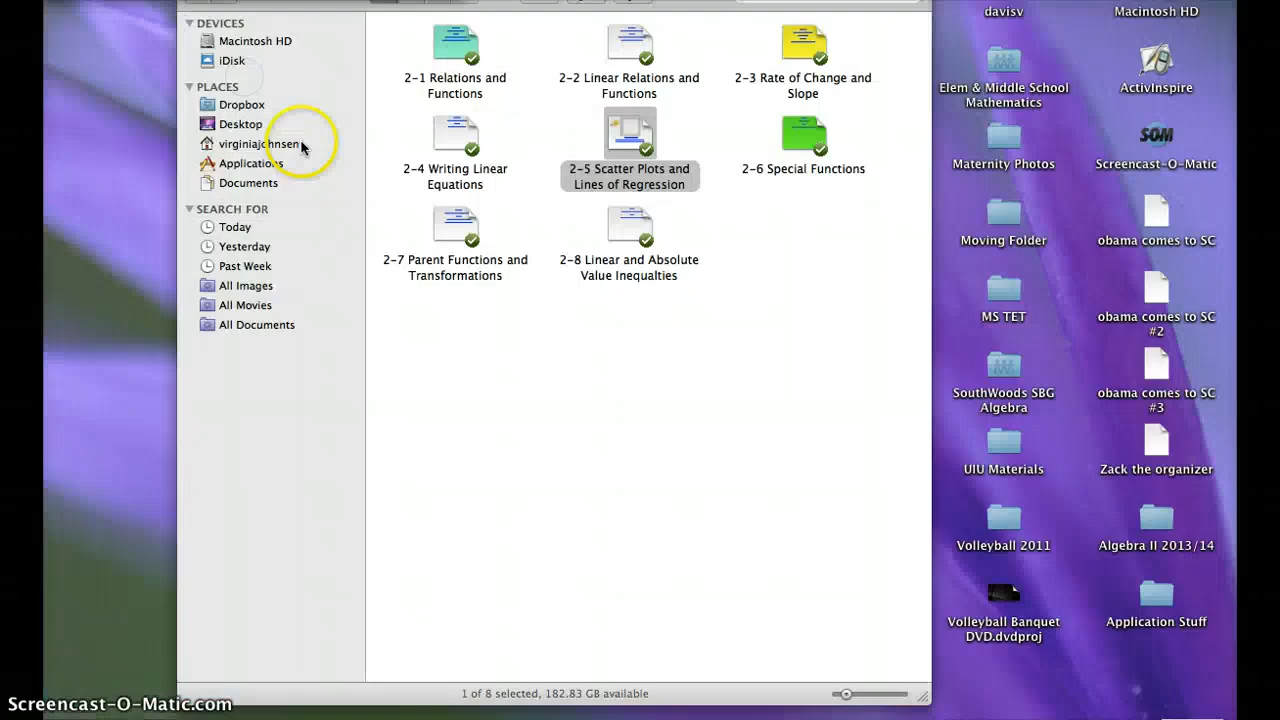 DEVICES
Macintosh HD
iDisk
PLACES
Dropbox
Desktop
virginiajohnsen
Applications
Documents
SEARCH FOR
Today
Yesterday
Past Week
All Images
All Movies
All Documents
2-1 Relations and
Functions
2-2 Linear Relations and
Functions
2-3 Rate of Change and
Slope
2-4 Writing Linear
Equations
2-5 Scatter Plots and
Lines of Regression
2-6 Special Functions
2-7 Parent Functions and
Transformations
2-8 Linear and Absolute
Value Inequalties
1 of 8 selected, 182.83 GB available
davisv
Macintosh HD
Elem & Middle School
Mathematics
ActivInspire
Maternity Photos
SOM
Screencast-O-Matic
Moving Folder
obama comes to SC
MS TET
obama comes to SC
#2
SouthWoods SBG
Algebra
obama comes to SC
#3
UIU Materials
Zack the organizer
Volleyball 2011
Algebra II 2013/14
Volleyball Banquet
DVD.dvdproj
Application Stuff
Screencast-O-Matic.com